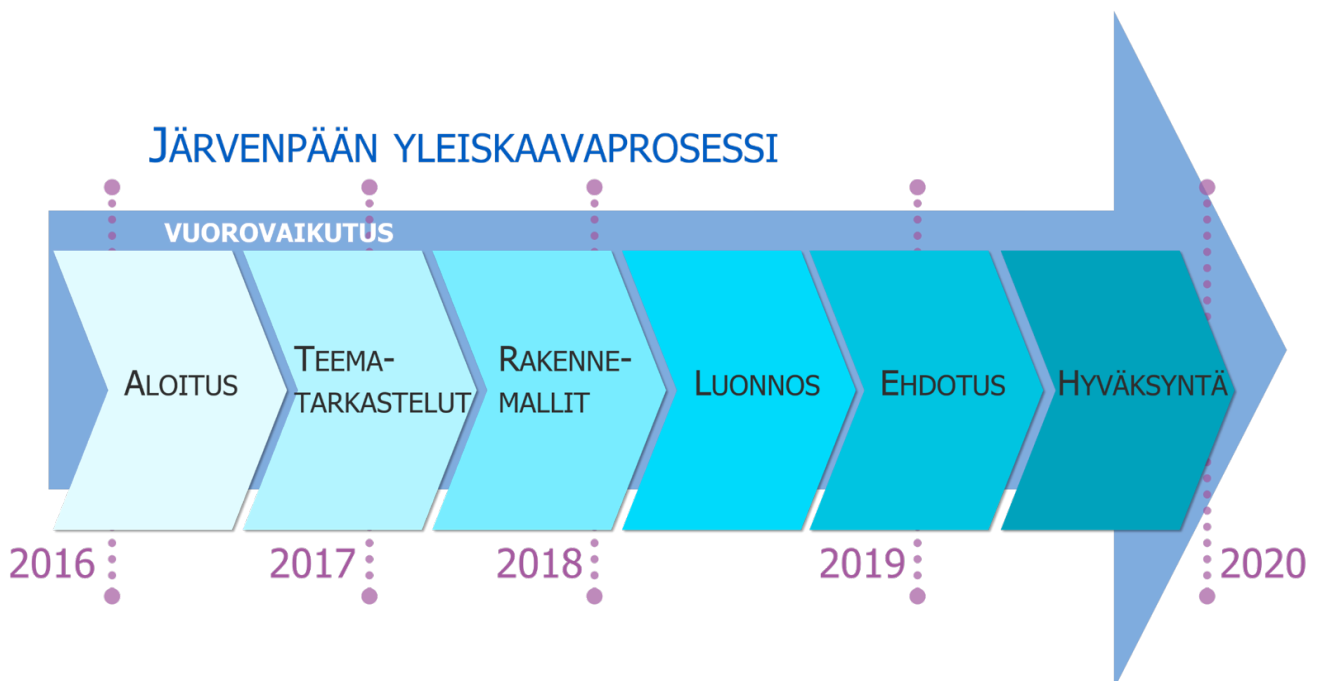 JÄRVENPÄÄN YLEISKAAVAPROSESSI
VUOROVAIKUTUS
ALOITUS
TEEMA-
TARKASTELUT
RAKENNE-
MALLIT
LUONNOS
EHDOTUS
HYVÄKSYNTÄ
2016
2017
2018
2019
2020